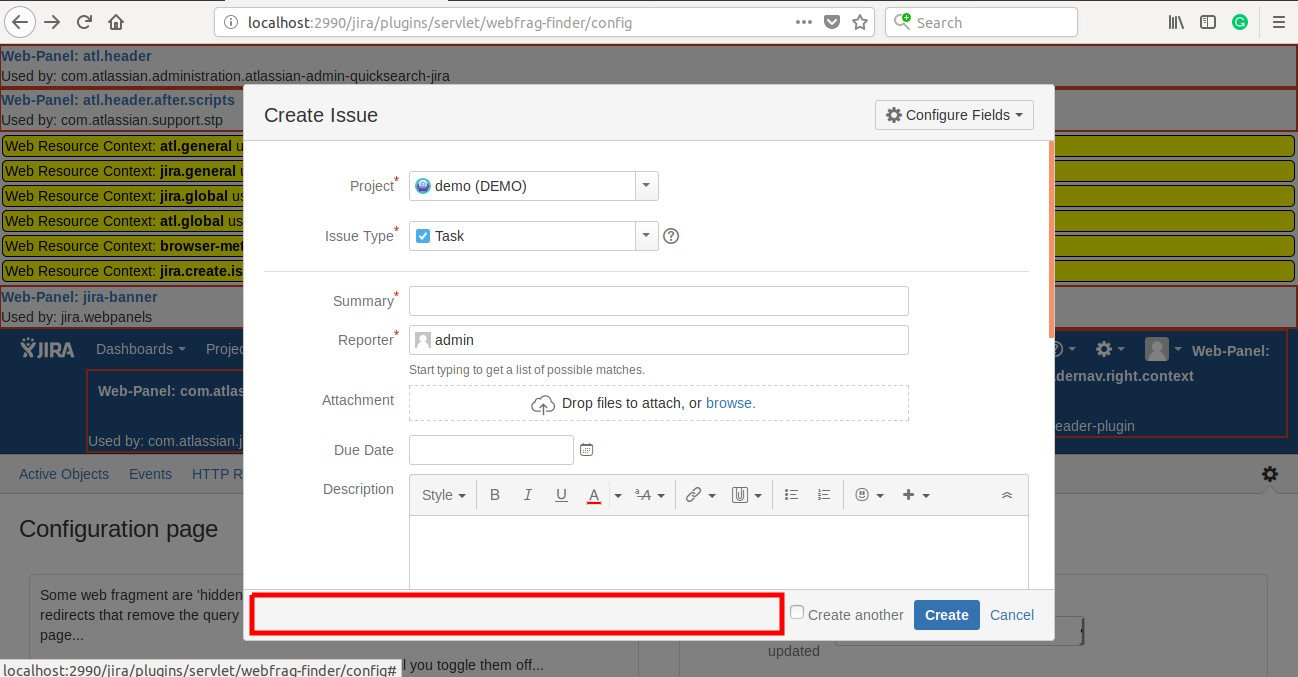 localhost:2990/jira/plugins/servlet/webfrag-finder/config
Search
Web-Panel: atl.header
Used by: com.atlassian.administration.atlassian-admin-quicksearch-jira
Web-Panel: atl.header.after.scripts
Used by: com.atlassian.support.stp
Web Resource Context: atl.general
Web Resource Context: jira.general
Web Resource Context: jira.global us
Web Resource Context: atl.global us
Web Resource Context: browser-met
Web Resource Context: jira.create.is
Web-Panel: jira-banner
Used by: jira.webpanels
JIRA
Dashboards
Projec
Web-Panel:
Web-Panel: com.atlas
dernav.right.context
Used by: com.atlassian.j
eader-plugin
Active Objects Events HTTP R
Configuration page
Some web fragment are 'hidden
redirects that remove the query
page...
l you toggle them off...
updated
localhost:2990/jira/plugins/servlet/webfrag-finder/config#
Create Issue
Configure Fields
Project*
demo (DEMO)
Issue Type*
Task
Summary*
Reporter*
admin
Start typing to get a list of possible matches.
Attachment
Drop files to attach, or browse.
Due Date
Description
Style B I U A A
Create another Create Cancel